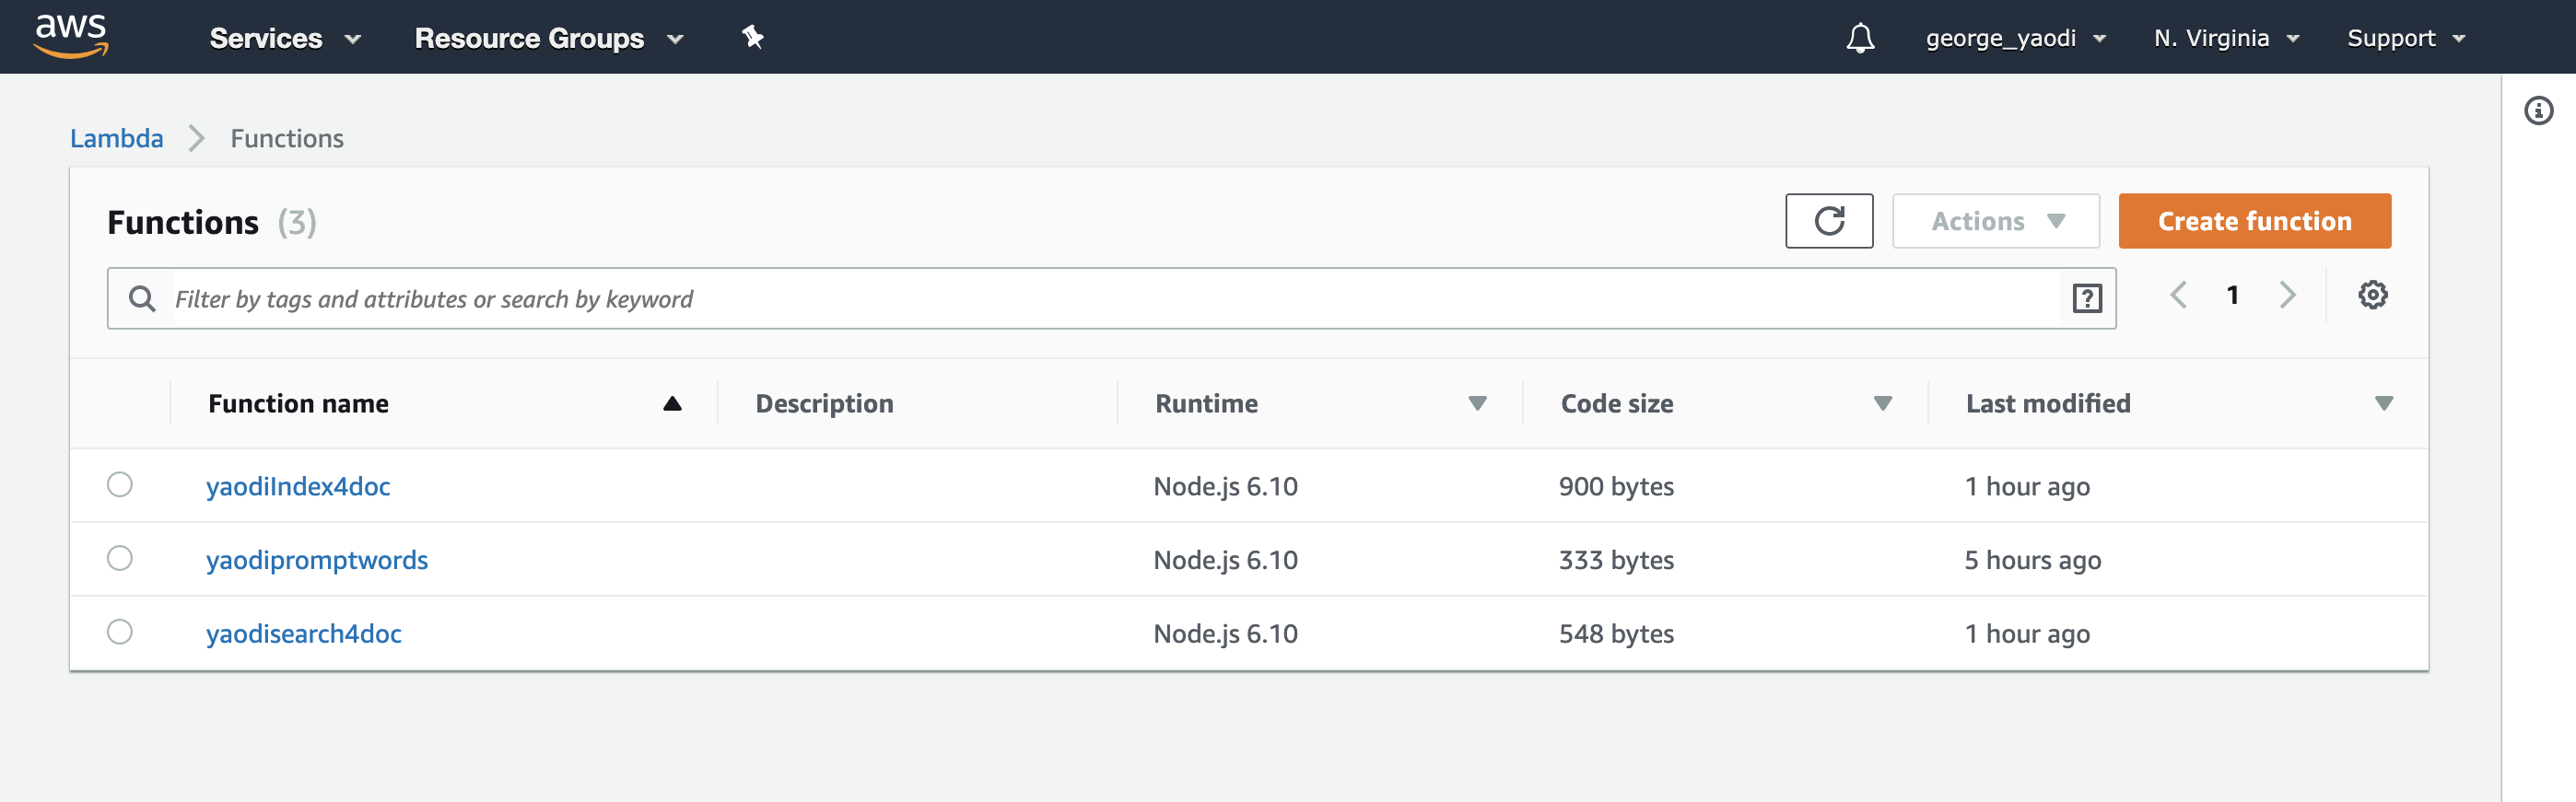 aws Services Resource Groups george_yaodi N. Virginia Support
Lambda Functions
Functions (3) Actions Create function
Filter by tags and attributes or search by keyword 1
Function name Description Runtime Code size Last modified
yaodiIndex4doc Node.js 6.10 900 bytes 1 hour ago
yaodipromptwords Node.js 6.10 333 bytes 5 hours ago
yaodisearch4doc Node.js 6.10 548 bytes 1 hour ago